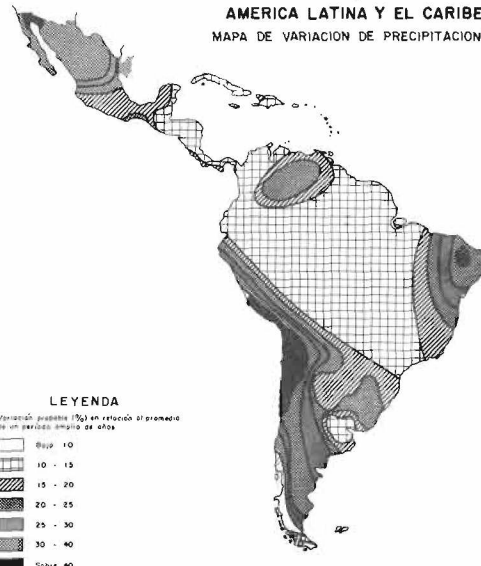 AMERICA LATINA Y EL CARIBE
MAPA DE VARIACION DE PRECIPITACION
LEYENDA
Variación probable (%) en relación al promedio
de un período amplio de años
Bajo 10
10 - 15
15 - 20
20 - 25
25 - 30
30 - 40
Sobre 40